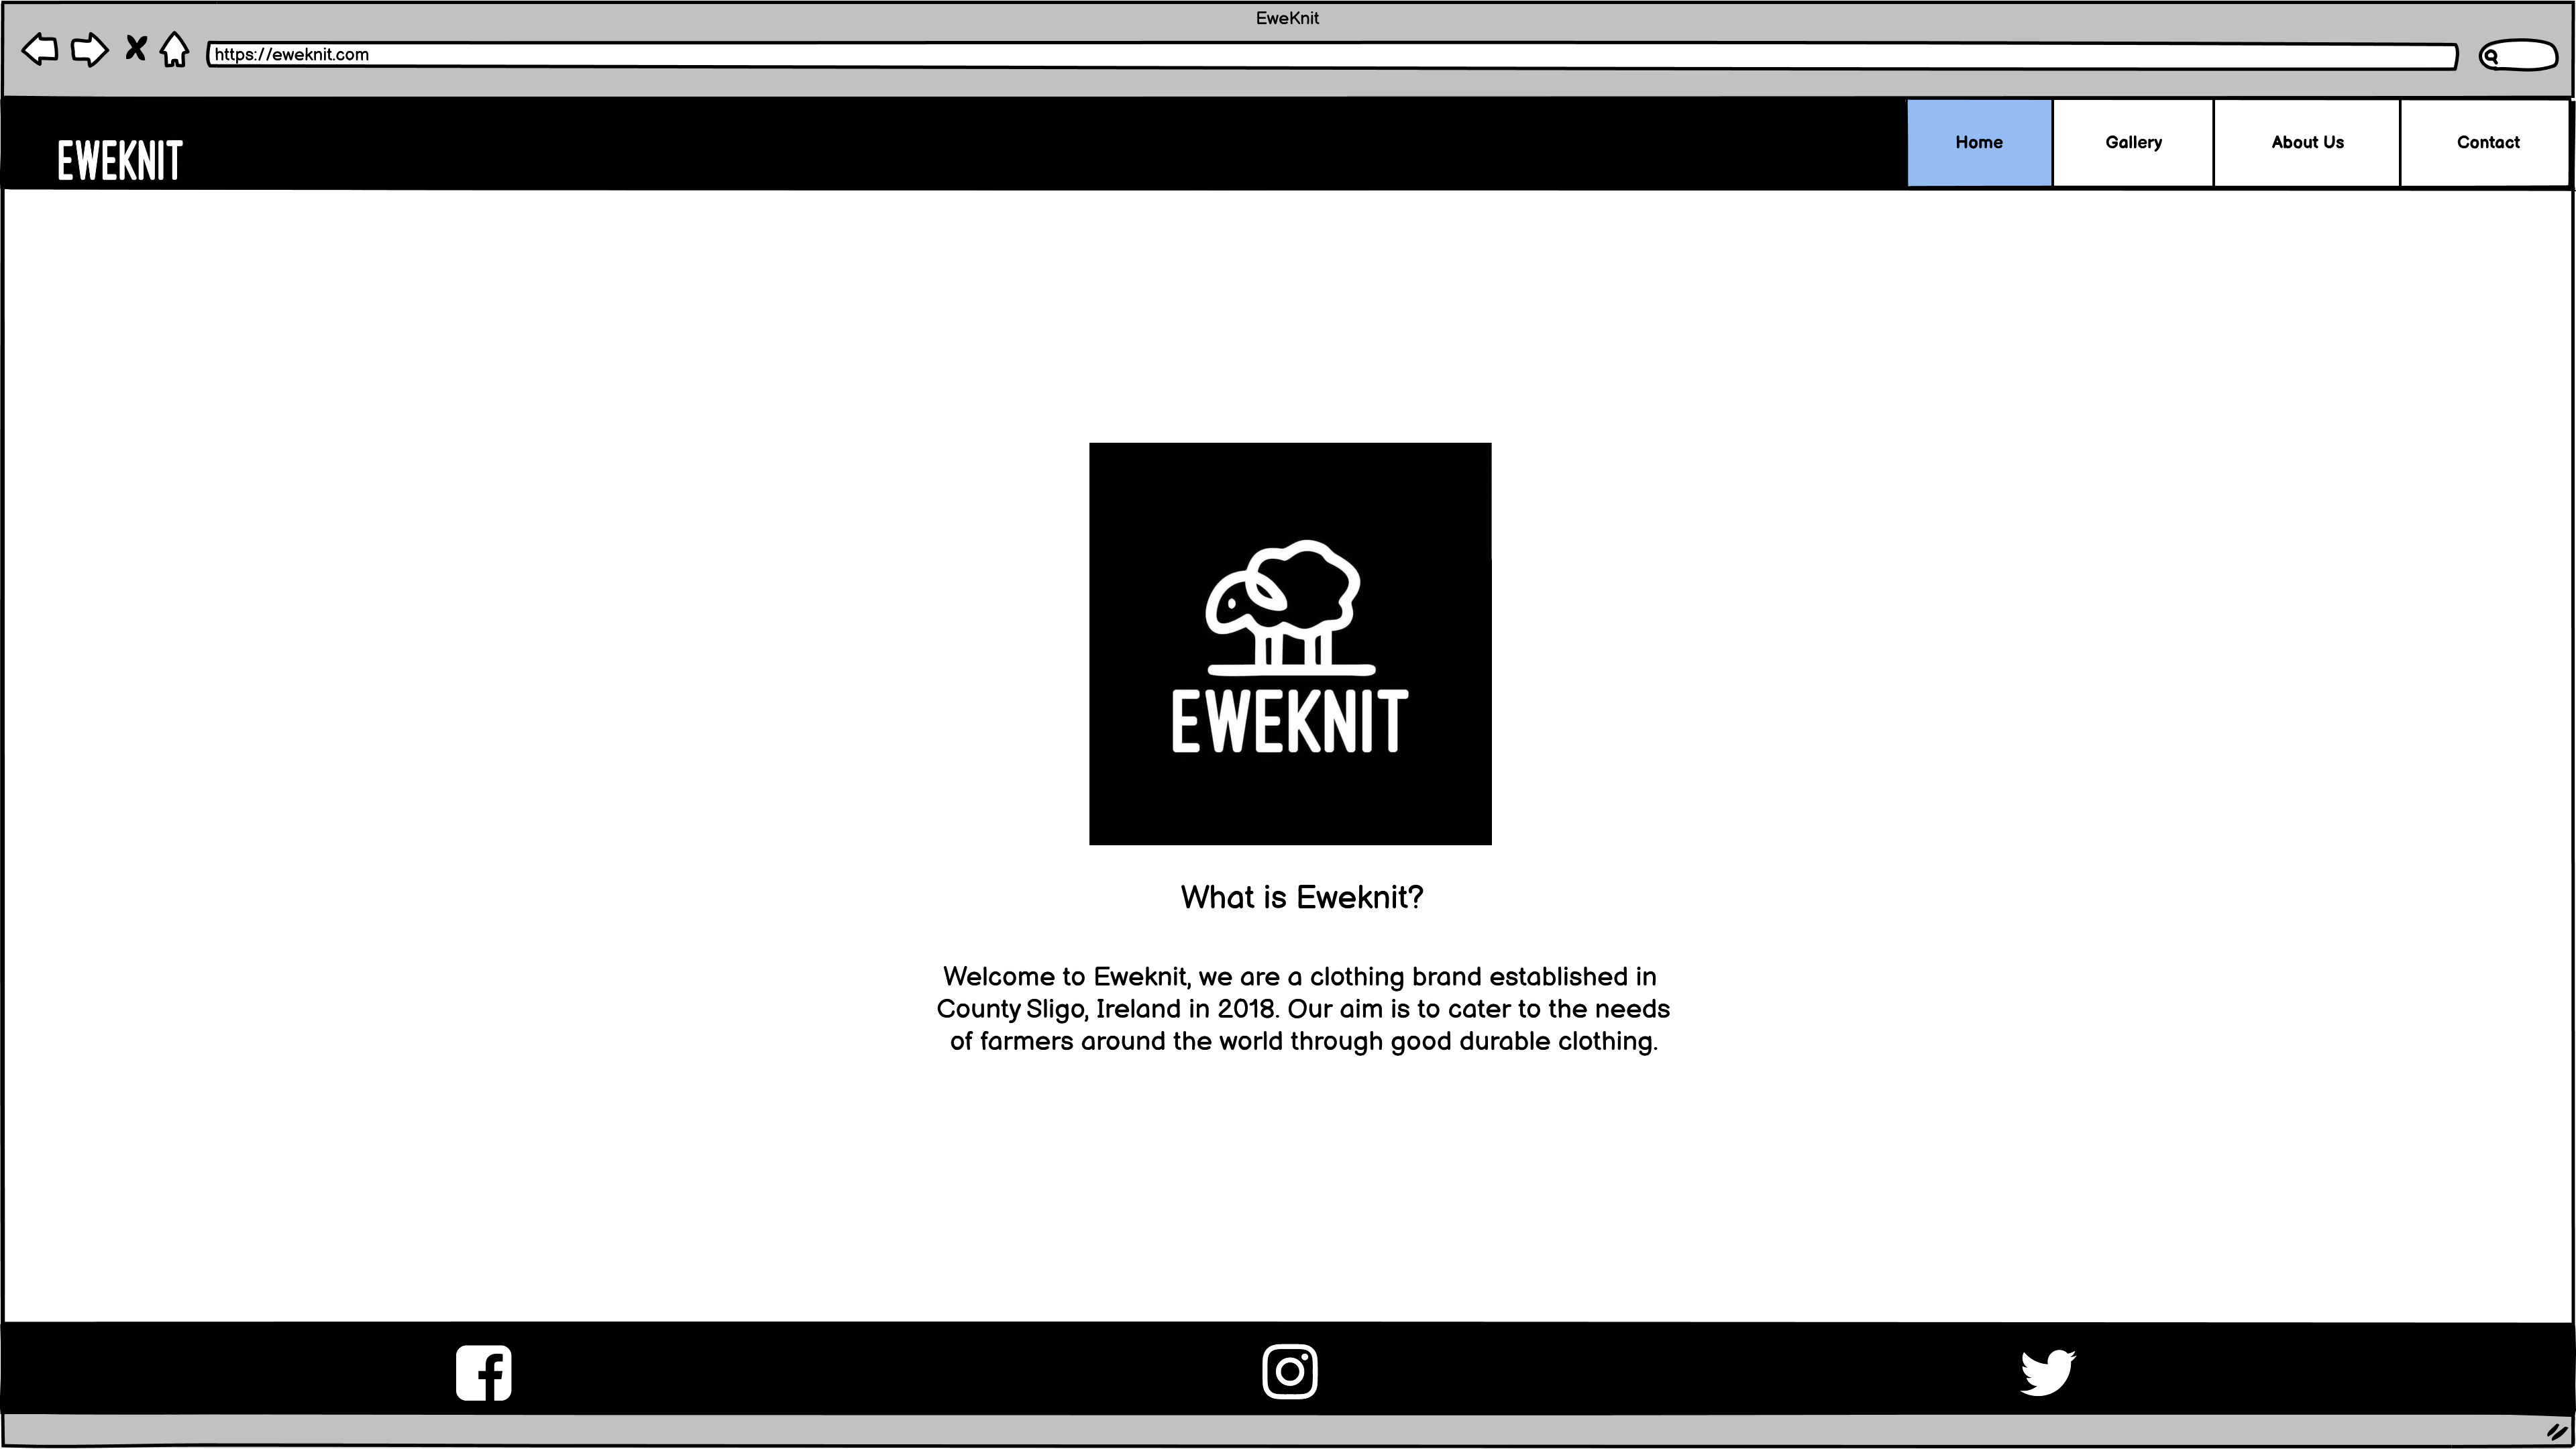 EweKnit
https://eweknit.com
EWEKNIT
Home
Gallery
About Us
Contact
EWEKNIT
What is Eweknit?
Welcome to Eweknit, we are a clothing brand established in
County Sligo, Ireland in 2018. Our aim is to cater to the needs
of farmers around the world through good durable clothing.